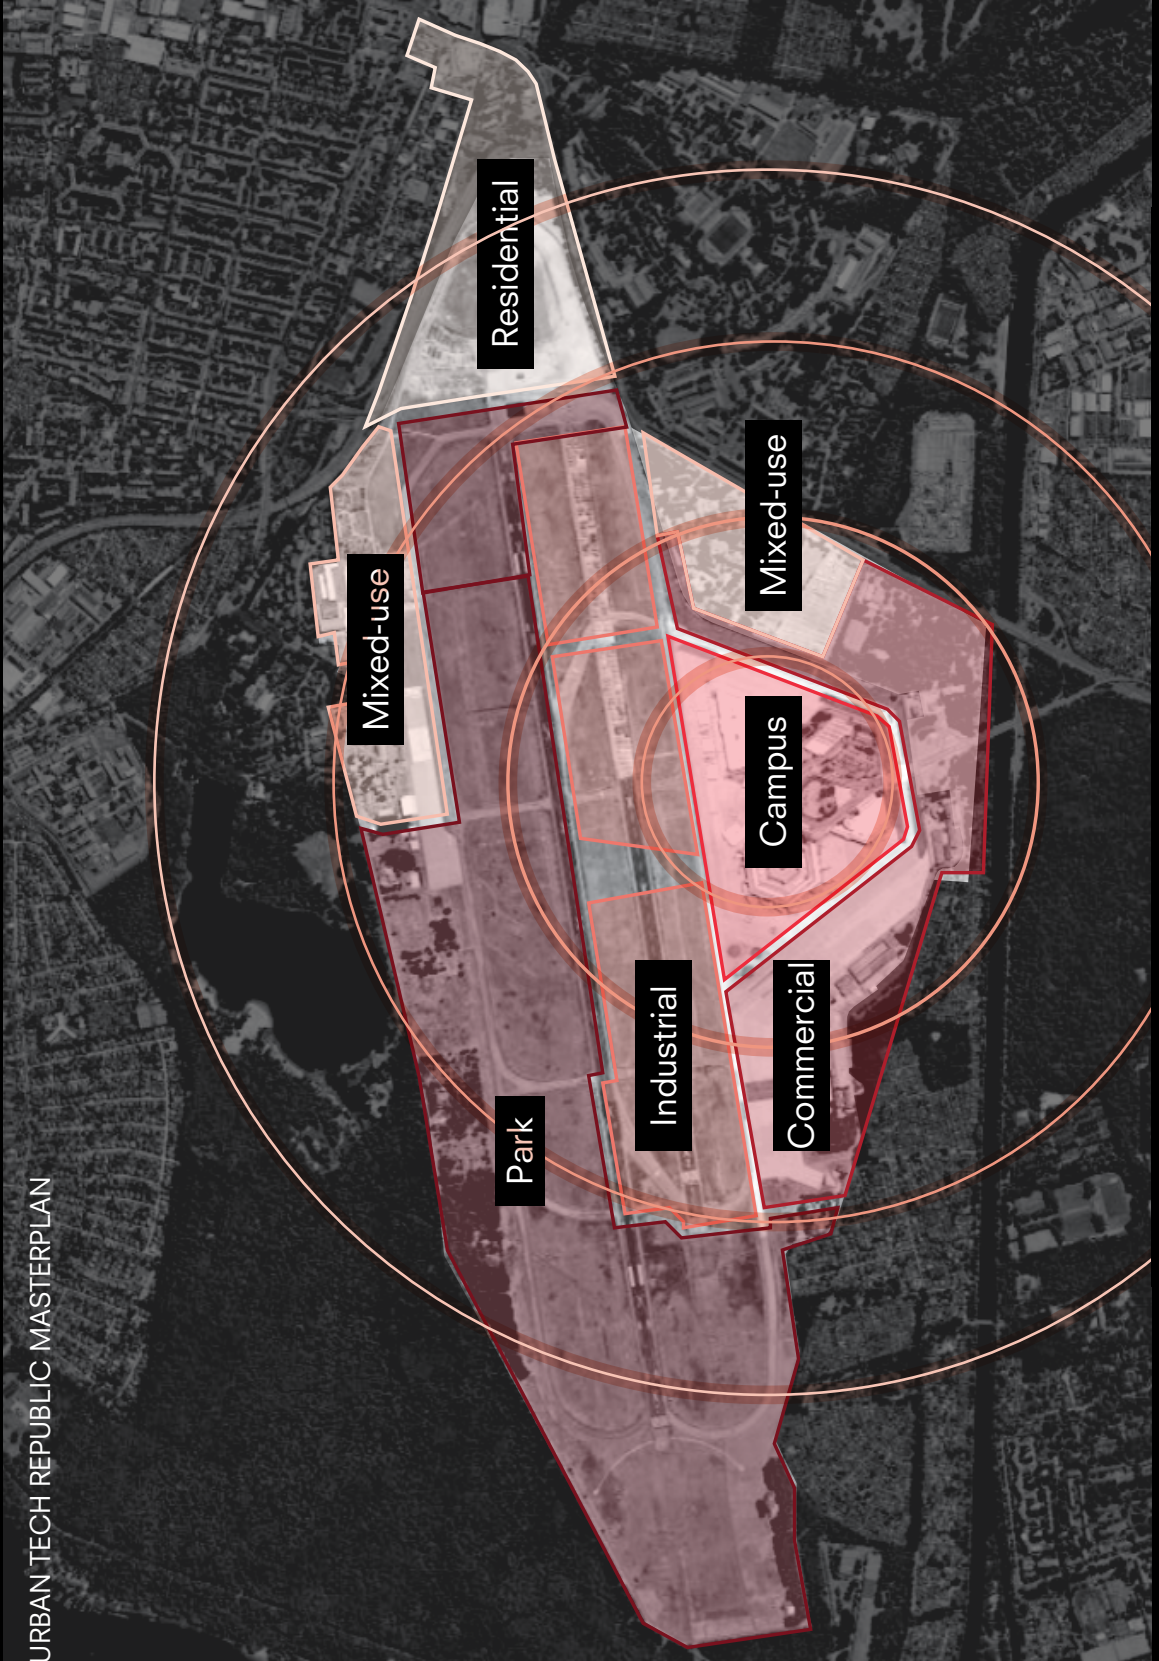 URBAN TECH REPUBLIC MASTERPLAN
Residential
Mixed-use
Mixed-use
Campus
Industrial
Commercial
Park